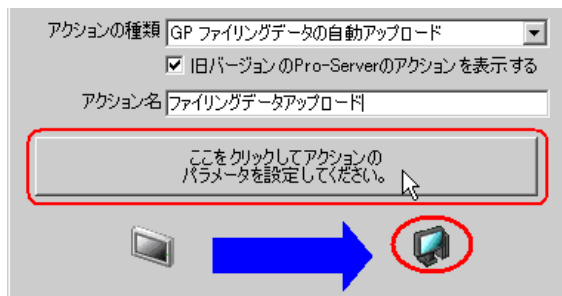 アクションの種類 GP ファイリングデータの自動アップロード
旧バージョンのPro-Serverのアクションを表示する
アクション名 ファイリングデータアップロード
ここをクリックしてアクションの
パラメータを設定してください。